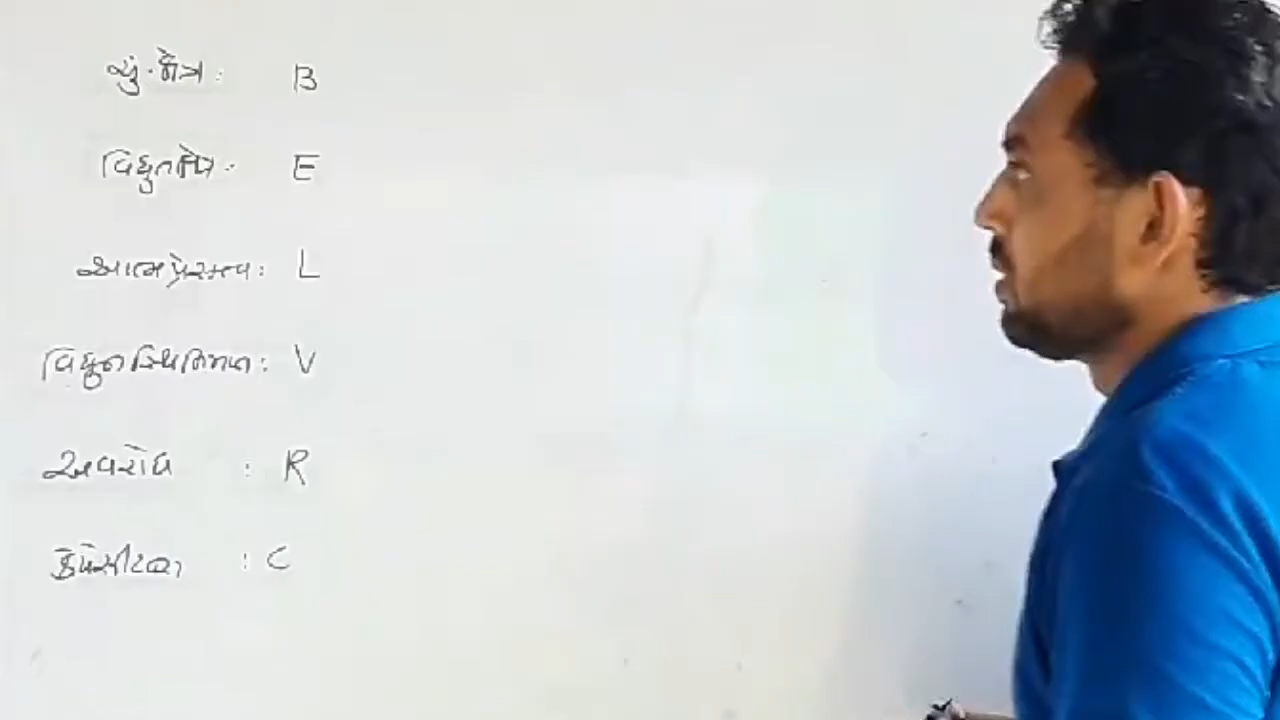 ચું. ક્ષેત્ર : B
વિદ્યુતક્ષેત્ર : E
આત્મપ્રેરકત્વ : L
વિદ્યુતસ્થિતિમાન : V
અવરોધ : R
કેપેસીટન્સ : C